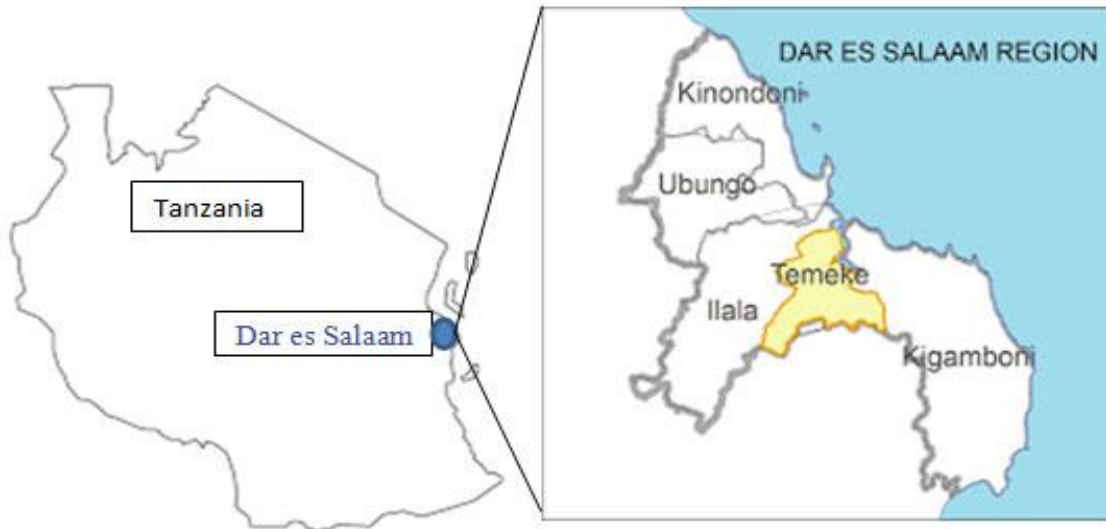 Tanzania
Dar es Salaam
DAR ES SALAAM REGION
Kinondoni
Ubungo
Temeke
Ilala
Kigamboni